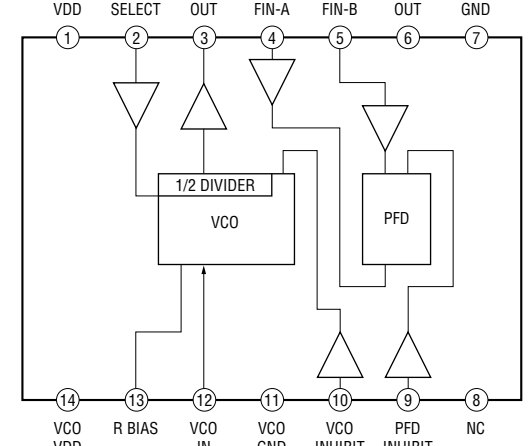 VDD SELECT OUT FIN-A FIN-B OUT GND
1 2 3 4 5 6 7
1/2 DIVIDER
VCO
PFD
14 13 12 11 10 9 8
VCO R BIAS VCO VCO VCO PFD NC
VDD IN GND INHIBIT INHIBIT